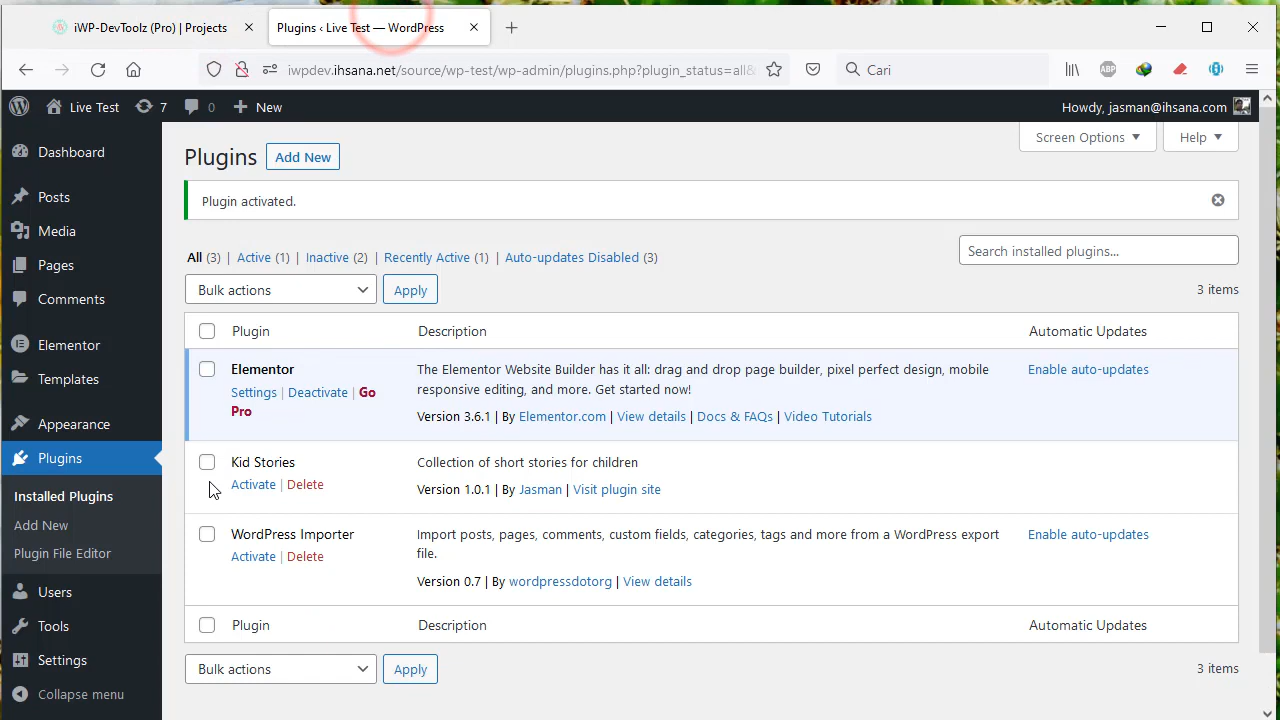 iWP-DevToolz (Pro) | Projects
Plugins ‹ Live Test — WordPress
iwpdev.ihsana.net/source/wp-test/wp-admin/plugins.php?plugin_status=all&
Cari
ABP
Live Test
7
0
New
Howdy, jasman@ihsana.com
Dashboard
Posts
Media
Pages
Comments
Elementor
Templates
Appearance
Plugins
Installed Plugins
Add New
Plugin File Editor
Users
Tools
Settings
Collapse menu
Screen Options
Help
Plugins
Add New
Plugin activated.
All (3) | Active (1) | Inactive (2) | Recently Active (1) | Auto-updates Disabled (3)
Search installed plugins...
Bulk actions
Apply
3 items
Plugin
Description
Automatic Updates
Elementor
Settings | Deactivate | Go
Pro
The Elementor Website Builder has it all: drag and drop page builder, pixel perfect design, mobile
responsive editing, and more. Get started now!
Version 3.6.1 | By Elementor.com | View details | Docs & FAQs | Video Tutorials
Enable auto-updates
Kid Stories
Activate | Delete
Collection of short stories for children
Version 1.0.1 | By Jasman | Visit plugin site
WordPress Importer
Activate | Delete
Import posts, pages, comments, custom fields, categories, tags and more from a WordPress export
file.
Version 0.7 | By wordpressdotorg | View details
Enable auto-updates
Plugin
Description
Automatic Updates
Bulk actions
Apply
3 items